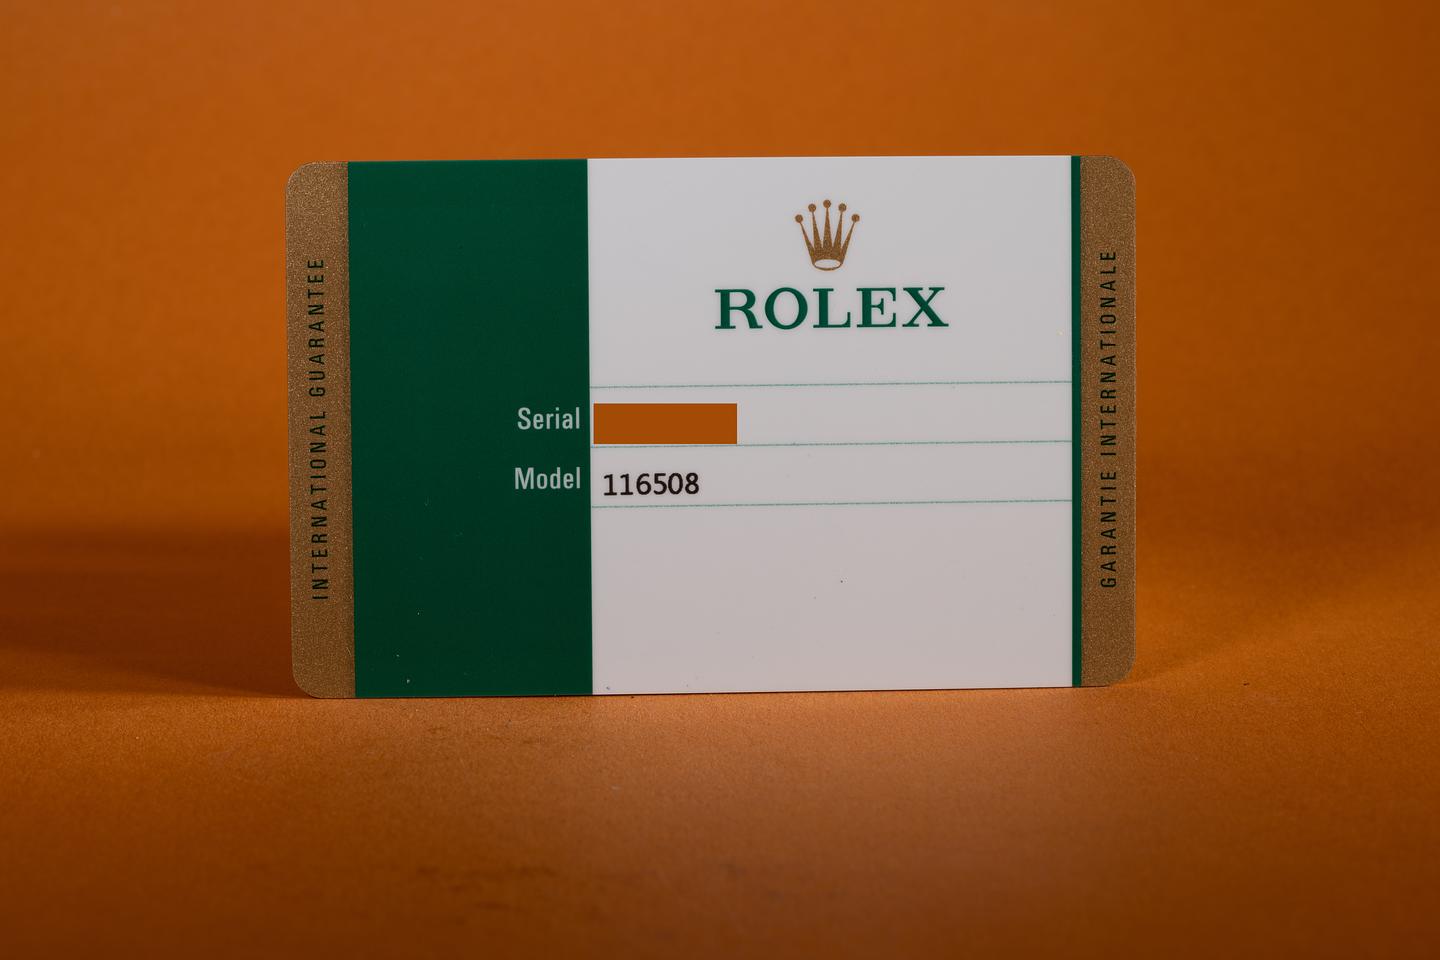 INTERNATIONAL GUARANTEE
ROLEX
Serial
Model 116508
GARANTIE INTERNATIONALE